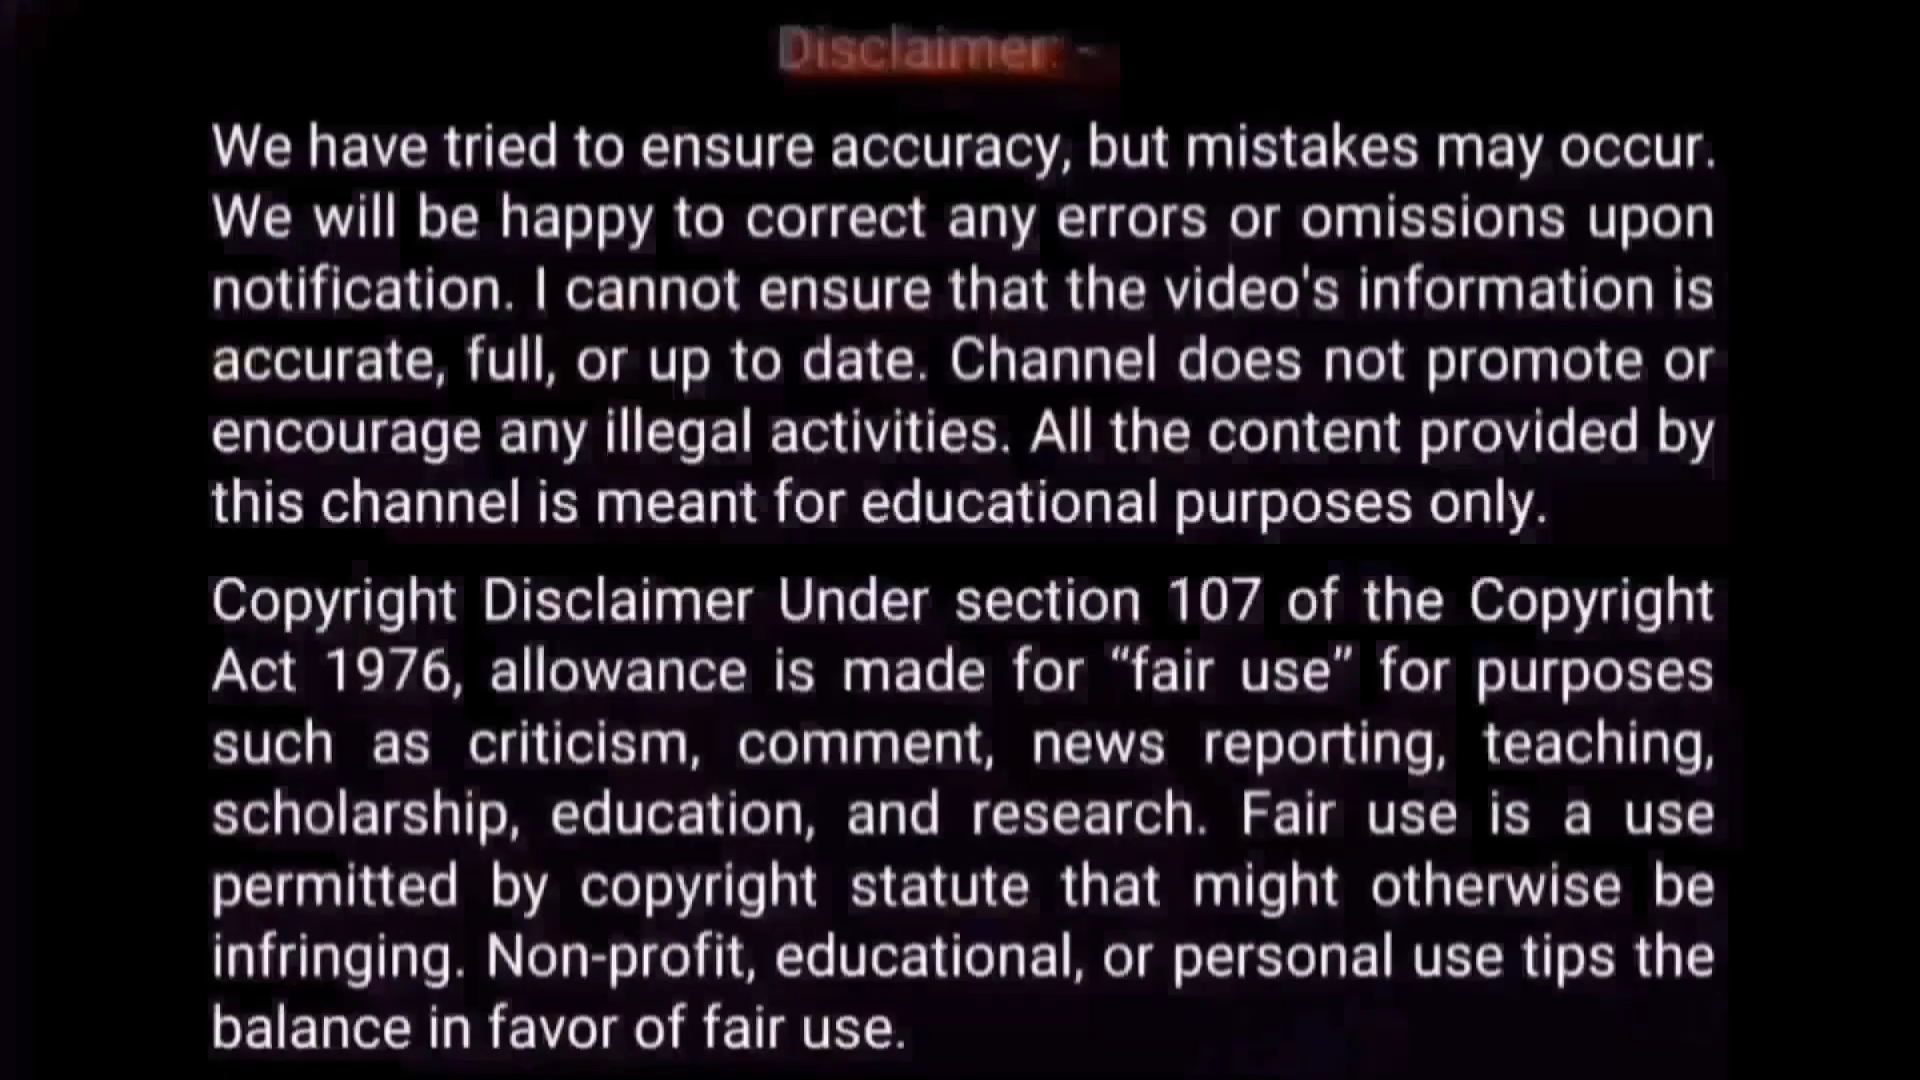 Disclaimer: -
We have tried to ensure accuracy, but mistakes may occur.
We will be happy to correct any errors or omissions upon
notification. I cannot ensure that the video's information is
accurate, full, or up to date. Channel does not promote or
encourage any illegal activities. All the content provided by
this channel is meant for educational purposes only.
Copyright Disclaimer Under section 107 of the Copyright
Act 1976, allowance is made for “fair use” for purposes
such as criticism, comment, news reporting, teaching,
scholarship, education, and research. Fair use is a use
permitted by copyright statute that might otherwise be
infringing. Non-profit, educational, or personal use tips the
balance in favor of fair use.